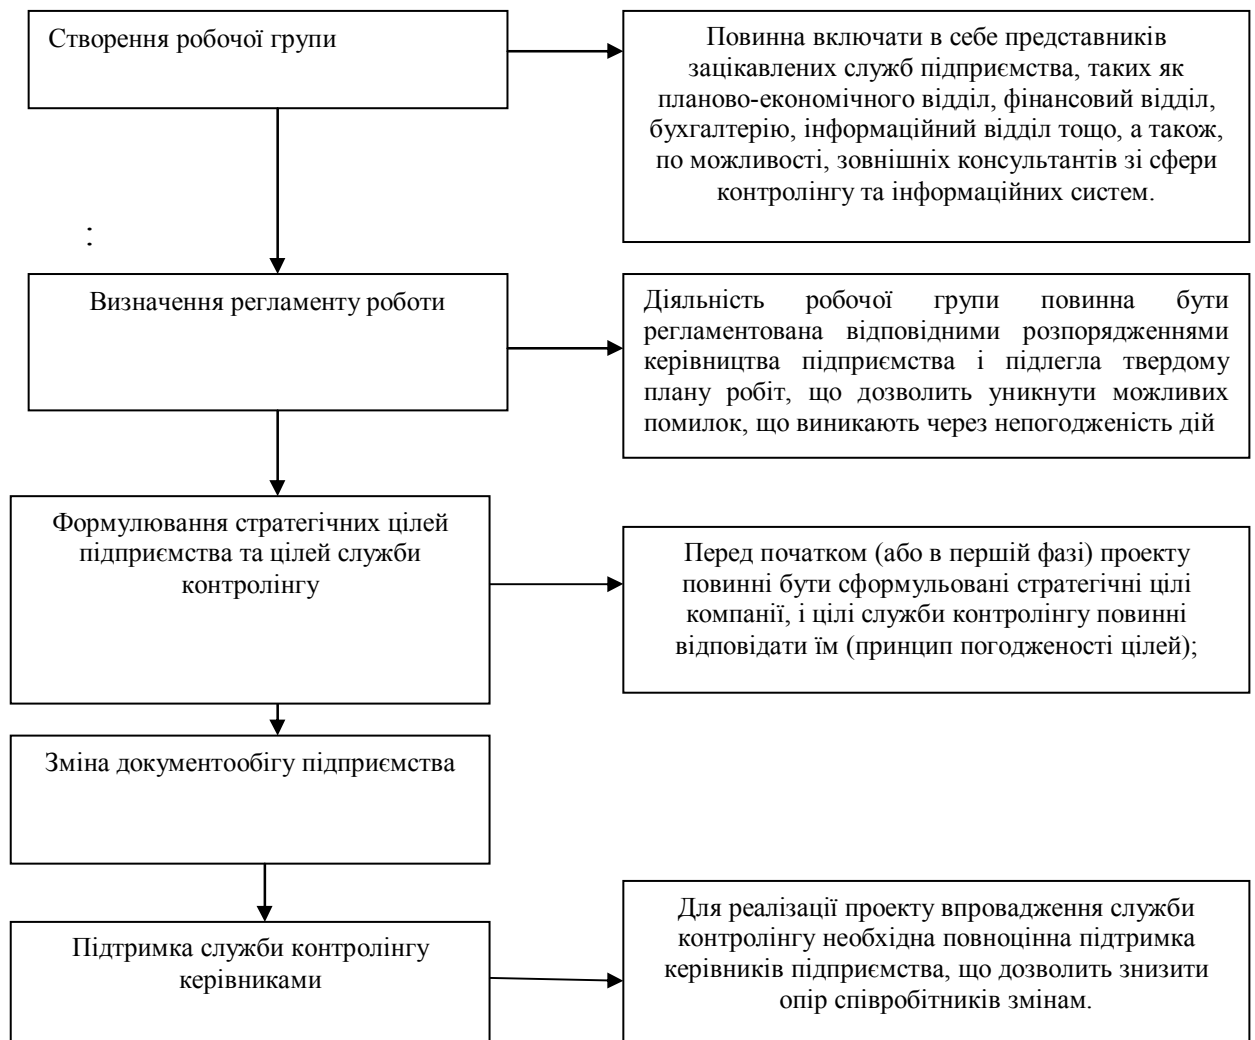 Створення робочої групи
Повинна включати в себе представників
зацікавлених служб підприємства, таких як
планово-економічного відділ, фінансовий відділ,
бухгалтерію, інформаційний відділ тощо, а також,
по можливості, зовнішніх консультантів зі сфери
контролінгу та інформаційних систем.
:
Визначення регламенту роботи
Діяльність робочої групи повинна бути
регламентована відповідними розпорядженнями
керівництва підприємства і підлегла твердому
плану робіт, що дозволить уникнути можливих
помилок, що виникають через непогодженість дій
Формулювання стратегічних цілей
підприємства та цілей служби
контролінгу
Перед початком (або в першій фазі) проекту
повинні бути сформульовані стратегічні цілі
компанії, і цілі служби контролінгу повинні
відповідати їм (принцип погодженості цілей);
Зміна документообігу підприємства
Підтримка служби контролінгу
керівниками
Для реалізації проекту впровадження служби
контролінгу необхідна повноцінна підтримка
керівників підприємства, що дозволить знизити
опір співробітників змінам.